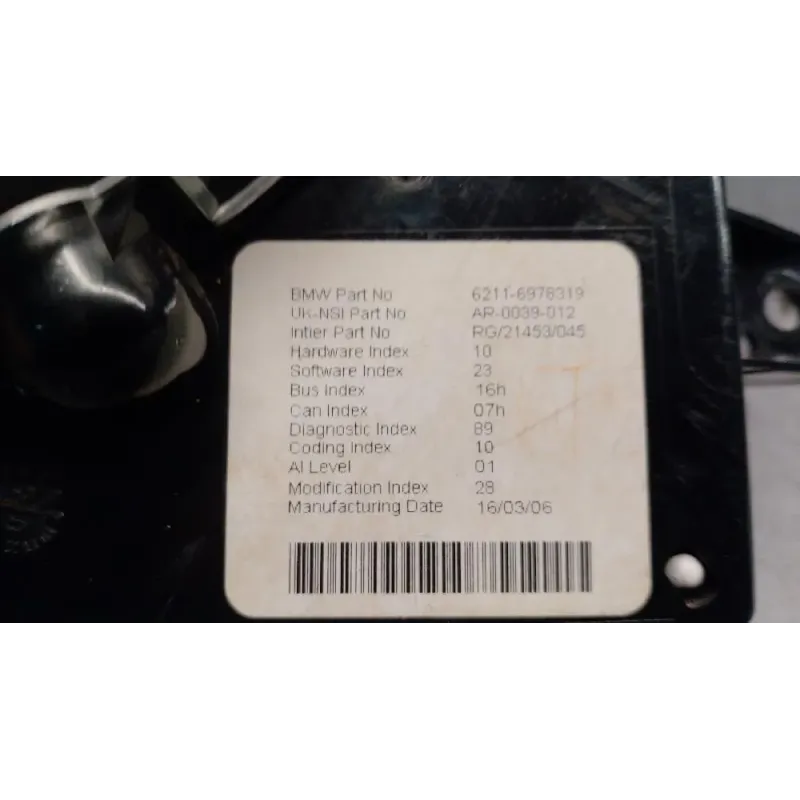 BMW Part No 6211-6978319
UK-NSI Part No AR-0039-012
Intier Part No RG/21453/045
Hardware Index 10
Software Index 23
Bus Index 16h
Can Index 07h
Diagnostic Index 89
Coding Index 10
AI Level 01
Modification Index 28
Manufacturing Date 16/03/06